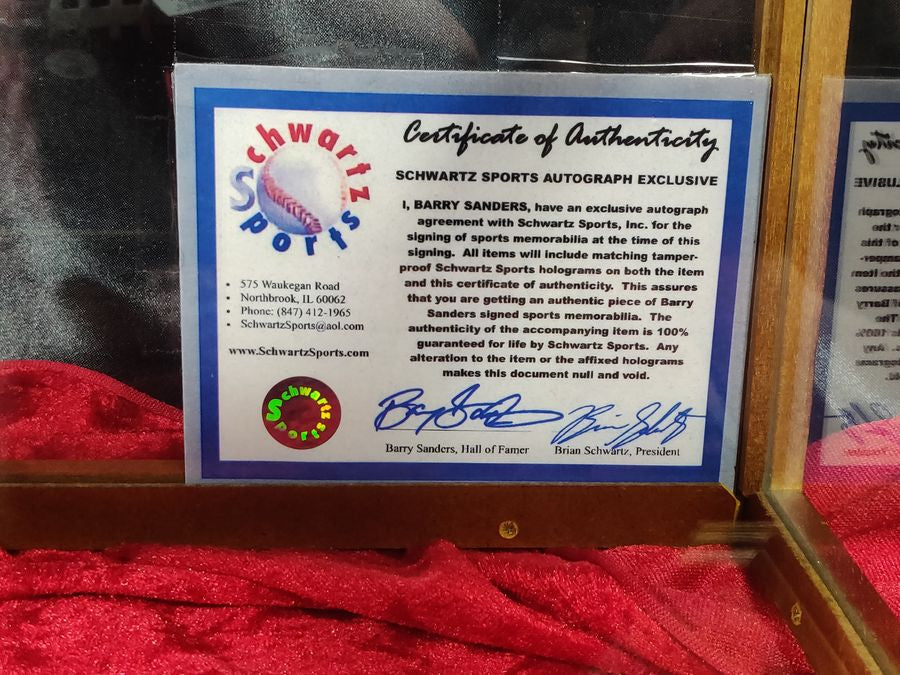 Schwartz
Sports
Certificate of Authenticity
SCHWARTZ SPORTS AUTOGRAPH EXCLUSIVE
I, BARRY SANDERS, have an exclusive autograph
agreement with Schwartz Sports, Inc. for the
signing of sports memorabilia at the time of this
signing. All items will include matching tamper-
proof Schwartz Sports holograms on both the item
and this certificate of authenticity. This assures
that you are getting an authentic piece of Barry
Sanders signed sports memorabilia. The
authenticity of the accompanying item is 100%
guaranteed for life by Schwartz Sports. Any
alteration to the item or the affixed holograms
makes this document null and void.
• 575 Waukegan Road
• Northbrook, IL 60062
• Phone: (847) 412-1965
• SchwartzSports@aol.com
www.SchwartzSports.com
Schwartz
Sports
Barry Sanders, Hall of Famer
Brian Schwartz, President